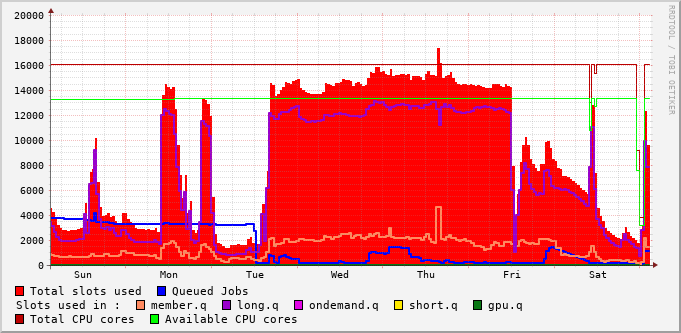 20000
18000
16000
14000
12000
10000
8000
6000
4000
2000
0
Sun Mon Tue Wed Thu Fri Sat
RRDTOOL / TOBI OETIKER
Total slots used Queued Jobs
Slots used in : member.q long.q ondemand.q short.q gpu.q
Total CPU cores Available CPU cores